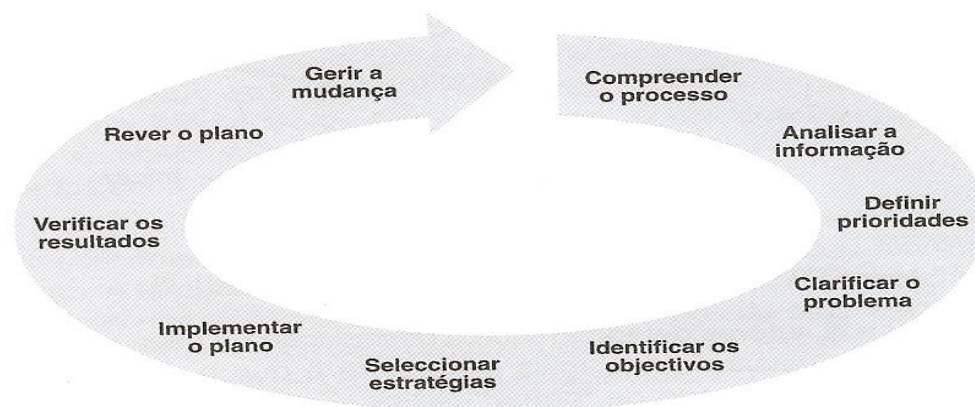 Compreender
o processo
Analisar a
informação
Definir
prioridades
Clarificar o
problema
Identificar os
objectivos
Seleccionar
estratégias
Implementar
o plano
Verificar os
resultados
Rever o plano
Gerir a
mudança